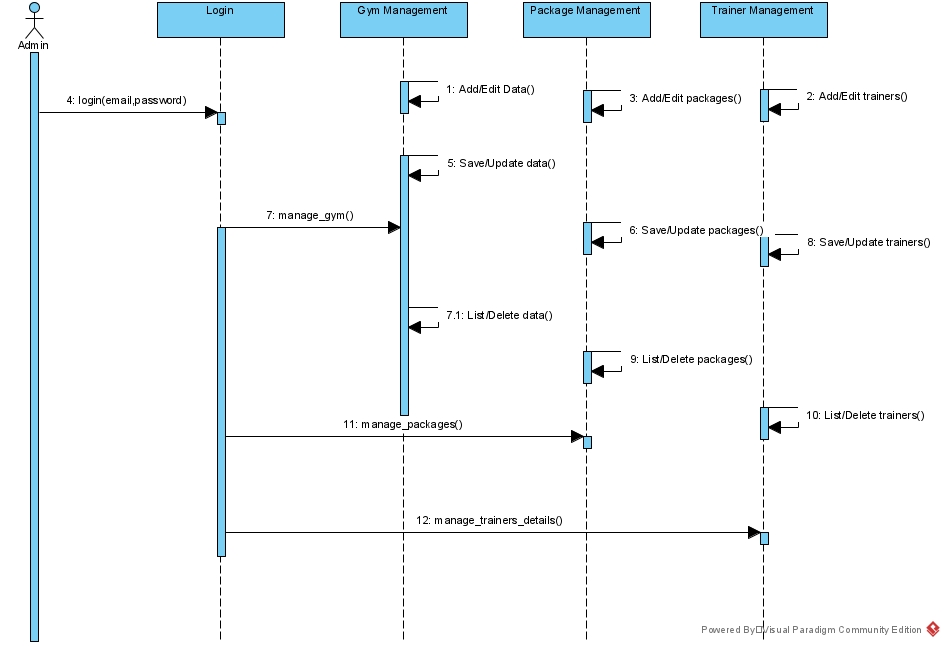 Login
Gym Management
Package Management
Trainer Management
Admin
1: Add/Edit Data()
4: login(email,password)
3: Add/Edit packages()
2: Add/Edit trainers()
5: Save/Update data()
7: manage_gym()
6: Save/Update packages()
8: Save/Update trainers()
7.1: List/Delete data()
9: List/Delete packages()
10: List/Delete trainers()
11: manage_packages()
12: manage_trainers_details()
Powered By Visual Paradigm Community Edition